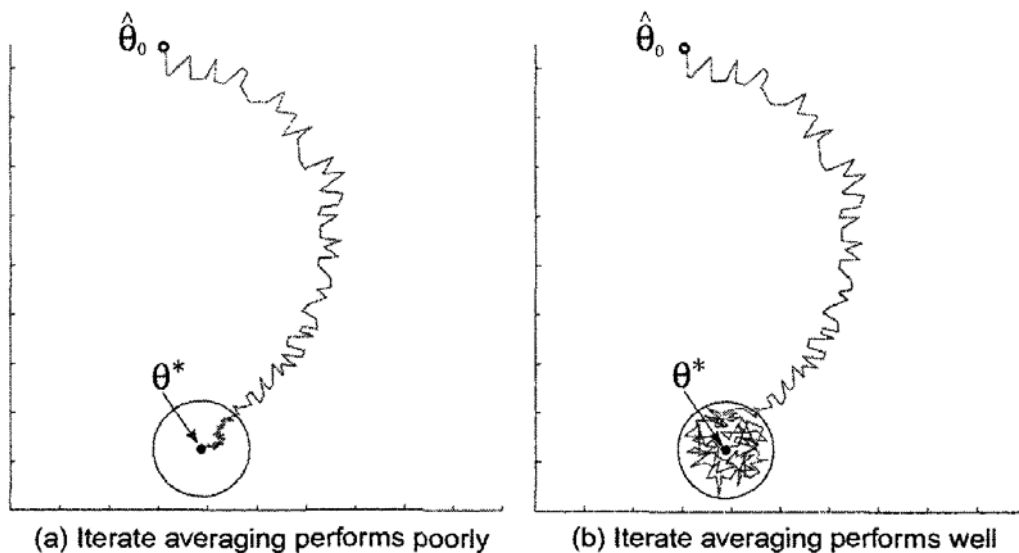 θ̂₀
θ*
(a) Iterate averaging performs poorly
θ̂₀
θ*
(b) Iterate averaging performs well